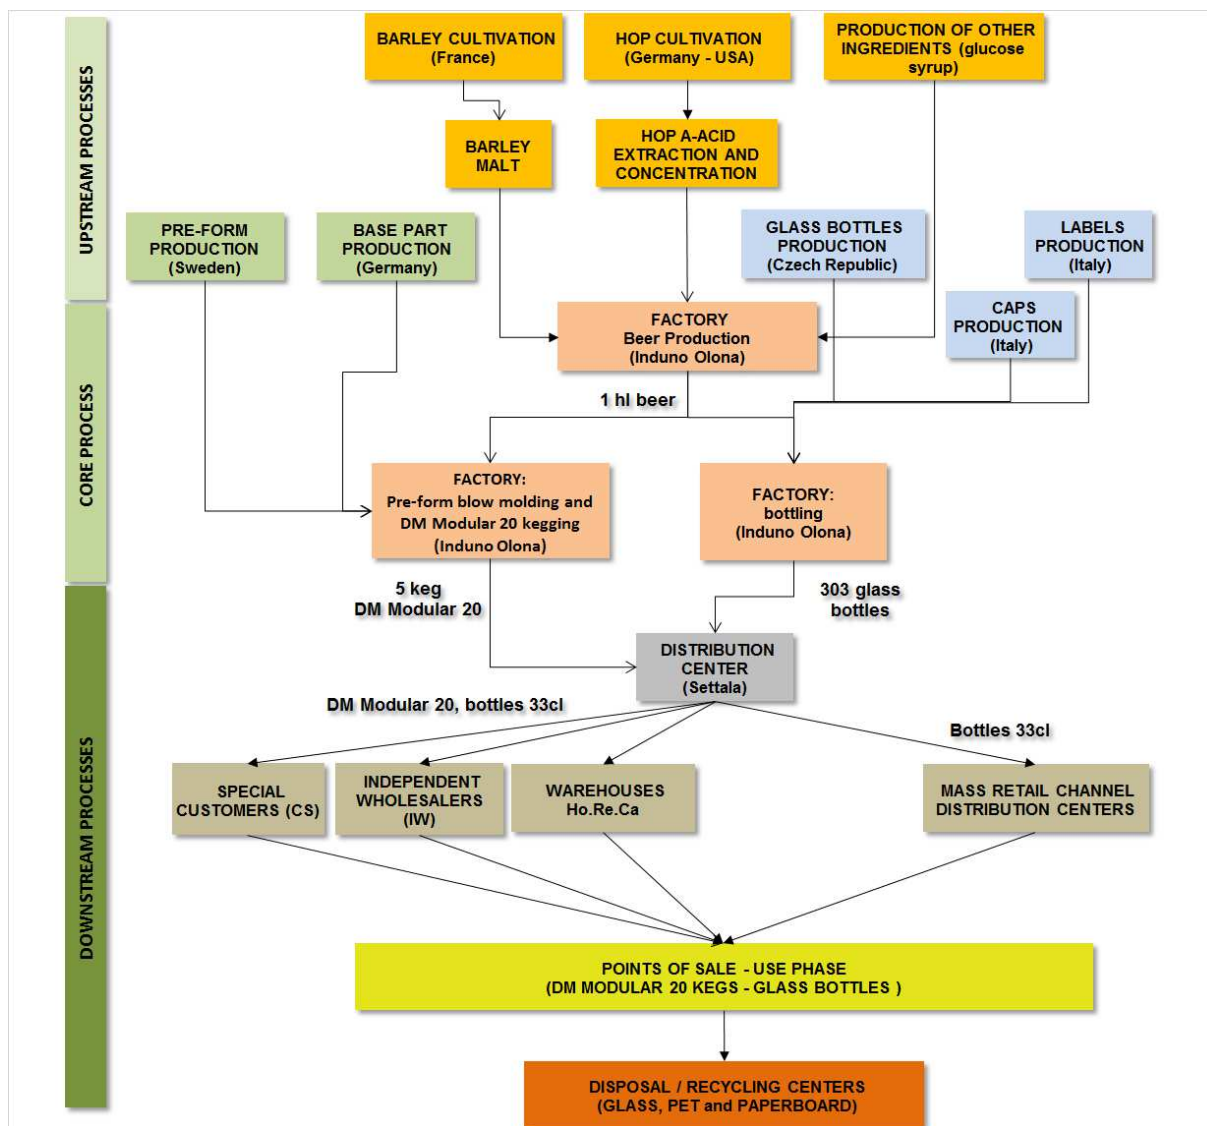 UPSTREAM PROCESSES
BARLEY CULTIVATION
(France)
HOP CULTIVATION
(Germany - USA)
PRODUCTION OF OTHER
INGREDIENTS (glucose
syrup)
BARLEY
MALT
HOP A-ACID
EXTRACTION AND
CONCENTRATION
PRE-FORM
PRODUCTION
(Sweden)
BASE PART
PRODUCTION
(Germany)
GLASS BOTTLES
PRODUCTION
(Czech Republic)
LABELS
PRODUCTION
(Italy)
CORE PROCESS
FACTORY
Beer Production
(Induno Olona)
CAPS
PRODUCTION
(Italy)
1 hl beer
FACTORY:
Pre-form blow molding and
DM Modular 20 kegging
(Induno Olona)
FACTORY:
bottling
(Induno Olona)
DOWNSTREAM PROCESSES
5 keg
DM Modular 20
303 glass
bottles
DISTRIBUTION
CENTER
(Settala)
DM Modular 20, bottles 33cl
Bottles 33cl
SPECIAL
CUSTOMERS (CS)
INDEPENDENT
WHOLESALERS
(IW)
WAREHOUSES
Ho.Re.Ca
MASS RETAIL CHANNEL
DISTRIBUTION CENTERS
POINTS OF SALE - USE PHASE
(DM MODULAR 20 KEGS - GLASS BOTTLES )
DISPOSAL / RECYCLING CENTERS
(GLASS, PET and PAPERBOARD)